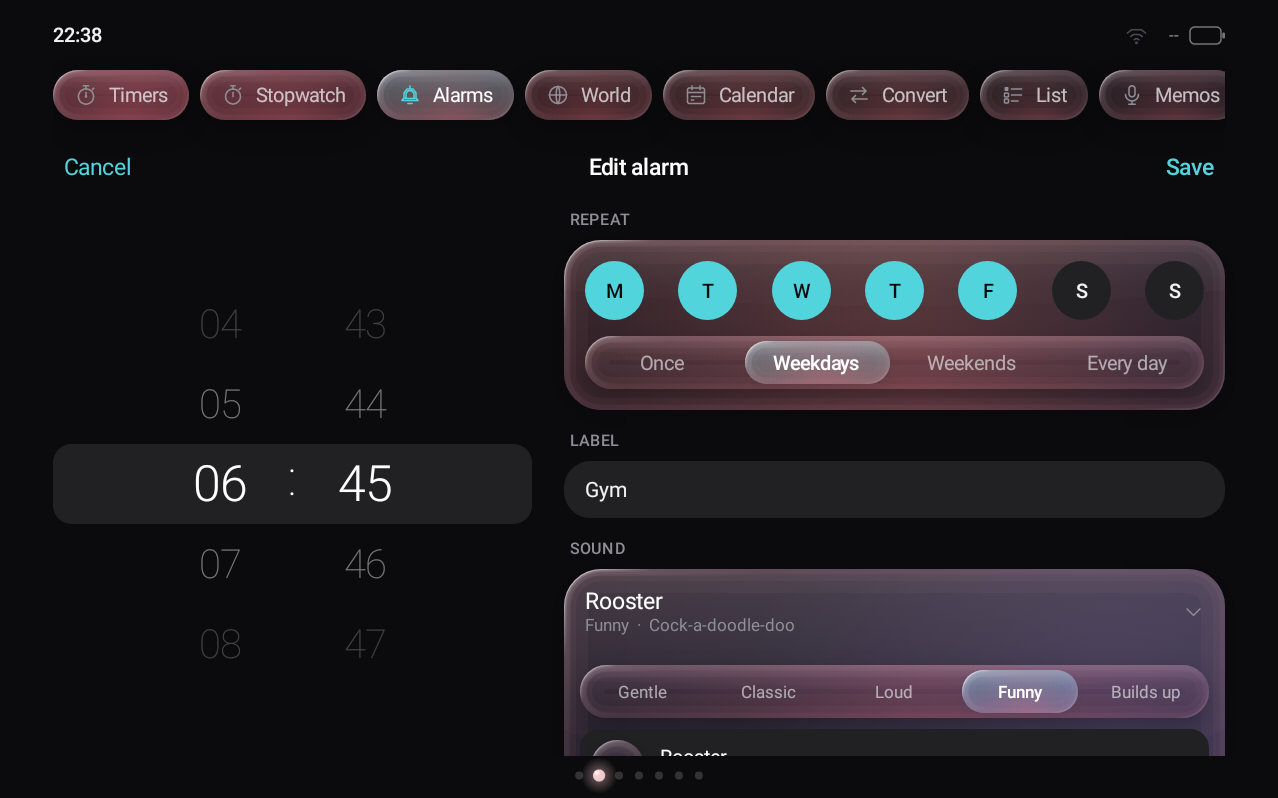 22:38
--
Timers Stopwatch Alarms World Calendar Convert List Memos
Cancel Edit alarm Save
REPEAT
M T W T F S S
Once Weekdays Weekends Every day
LABEL
Gym
SOUND
Rooster
Funny · Cock-a-doodle-doo
Gentle Classic Loud Funny Builds up
Rooster
04 43
05 44
06 : 45
07 46
08 47